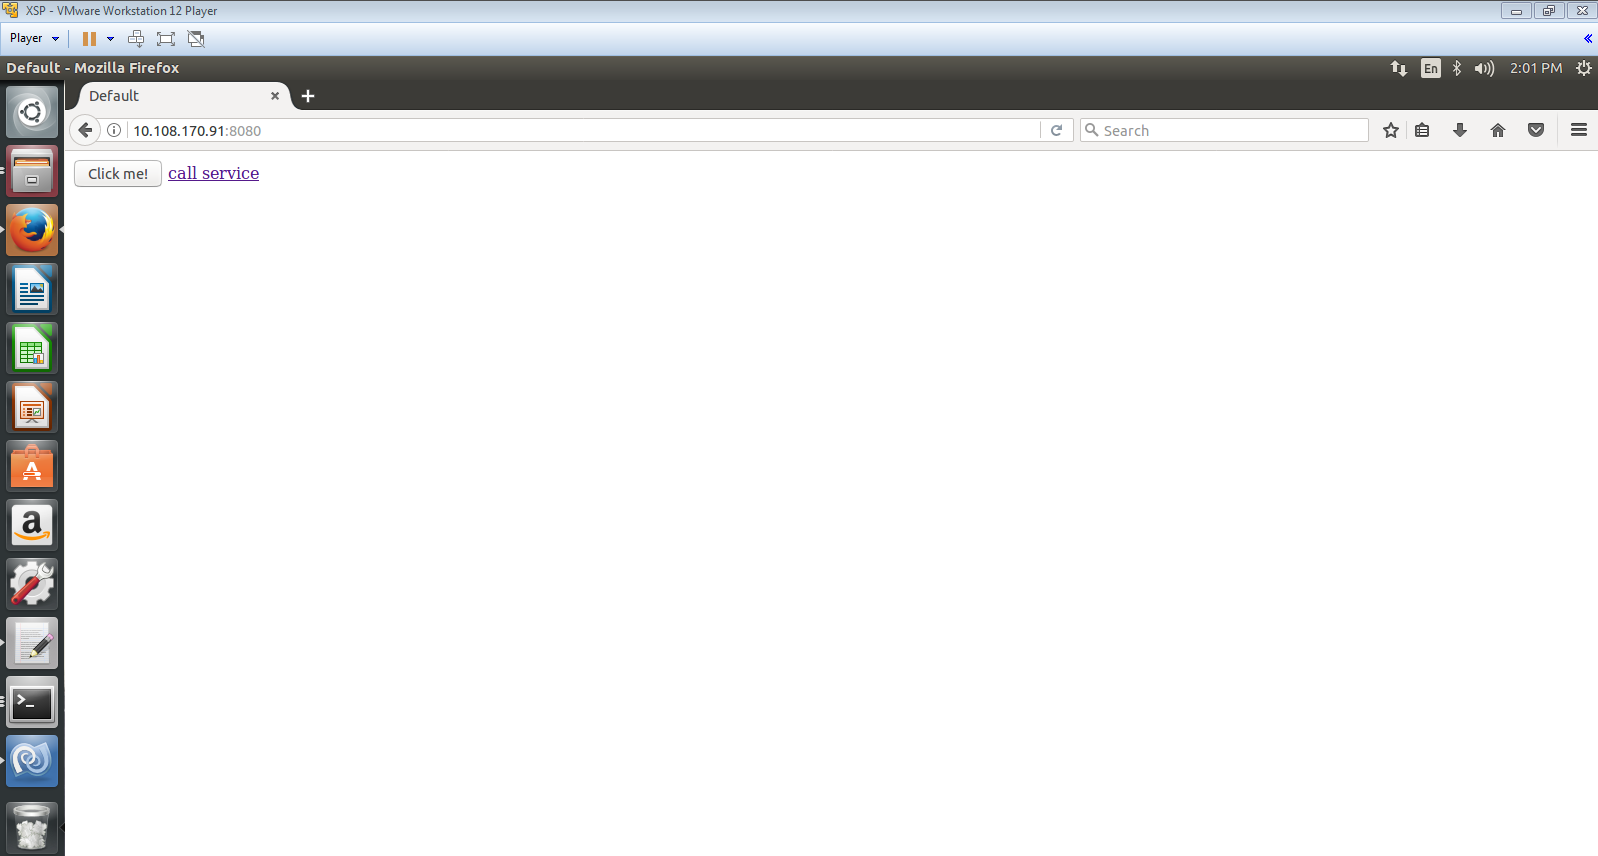 XSP - VMware Workstation 12 Player
Player
Default - Mozilla Firefox
En
2:01 PM
Default
10.108.170.91:8080
Search
Click me! call service